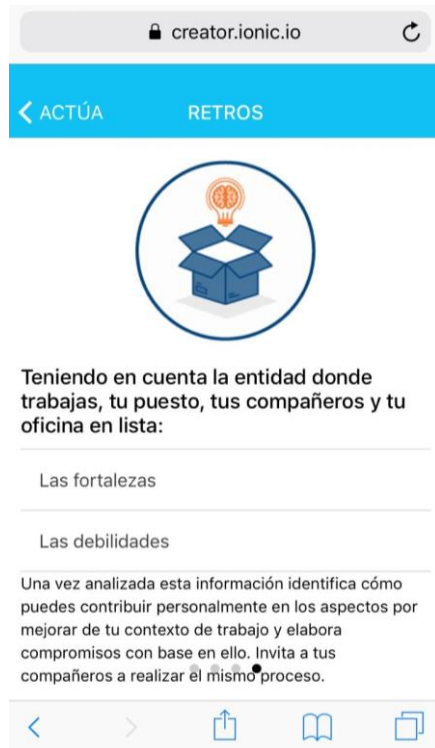 creator.ionic.io
ACTÚA
RETROS
Teniendo en cuenta la entidad donde
trabajas, tu puesto, tus compañeros y tu
oficina en lista:
Las fortalezas
Las debilidades
Una vez analizada esta información identifica cómo
puedes contribuir personalmente en los aspectos por
mejorar de tu contexto de trabajo y elabora
compromisos con base en ello. Invita a tus
compañeros a realizar el mismo proceso.